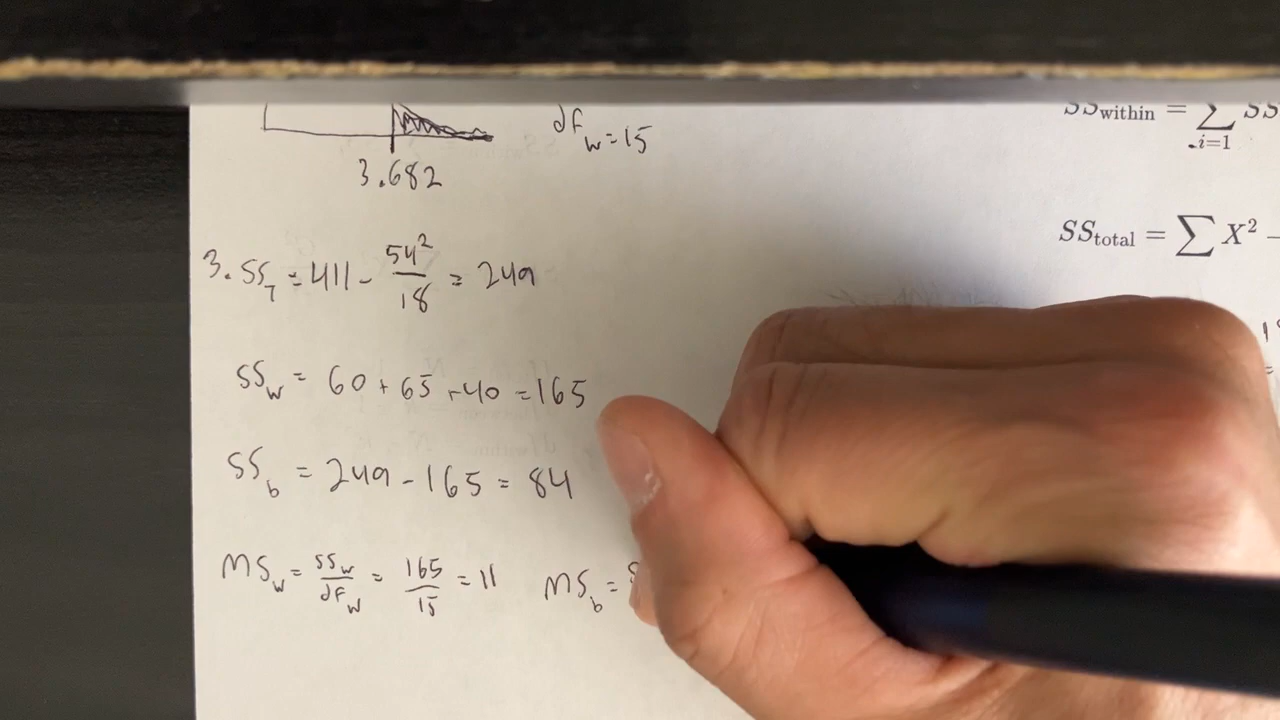 df_w = 15
3.682
SS_within = Σ_{i=1} SS
SS_total = Σ X² -
3. SS_T = 411 - 54²/18 = 249
SS_w = 60 + 65 + 40 = 165
SS_b = 249 - 165 = 84
MS_w = SS_w/df_w = 165/15 = 11 MS_b =